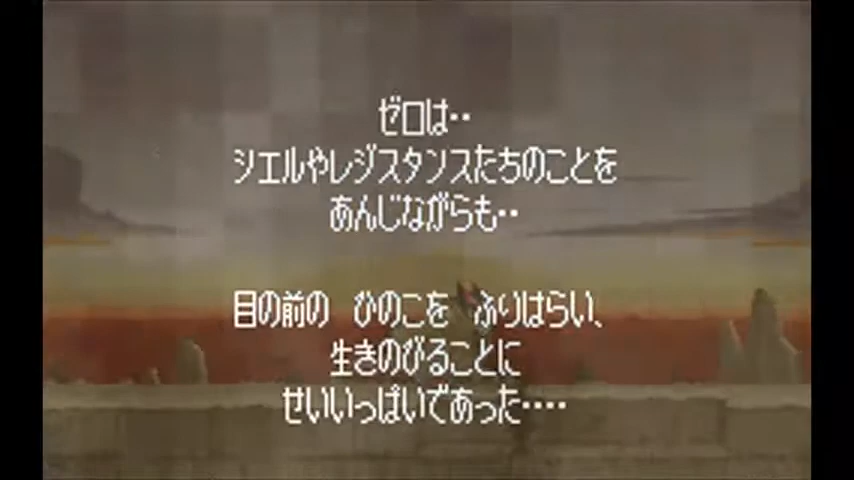 ゼロは‥
シエルやレジスタンスたちのことを
あんじながらも‥
目の前の　ひのこを　ふりはらい、
生きのびることに
せいいっぱいであった‥‥